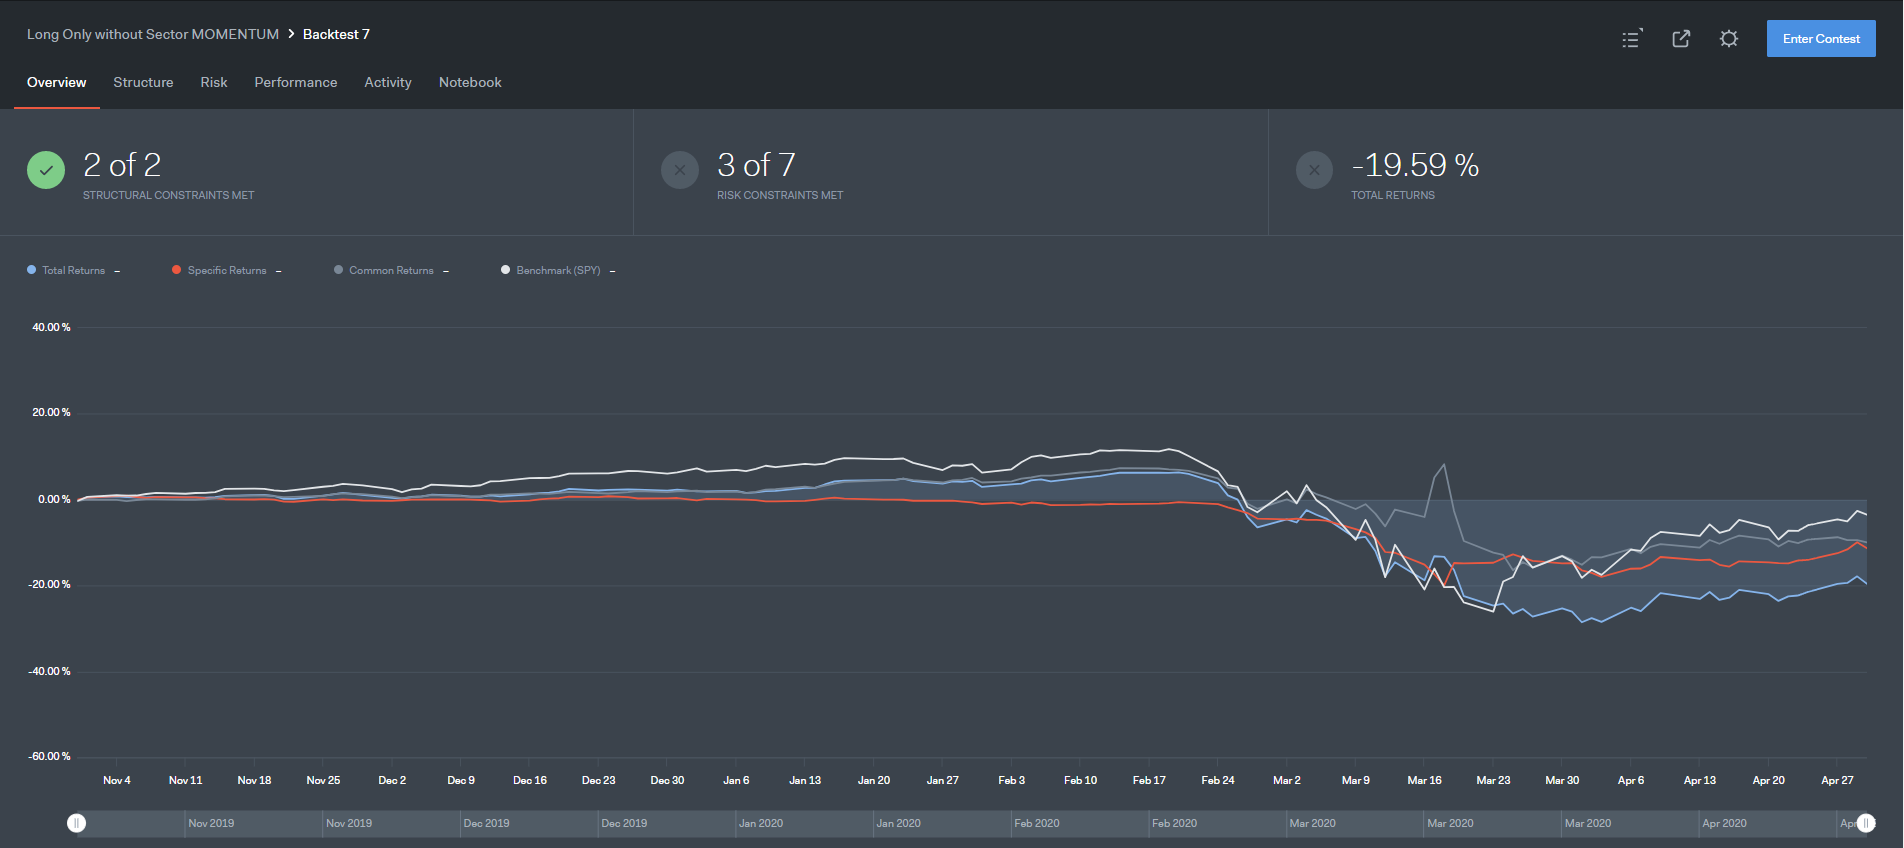 Long Only without Sector MOMENTUM > Backtest 7
Enter Contest
Overview Structure Risk Performance Activity Notebook
2 of 2
STRUCTURAL CONSTRAINTS MET
3 of 7
RISK CONSTRAINTS MET
-19.59 %
TOTAL RETURNS
Total Returns – Specific Returns – Common Returns – Benchmark (SPY) –
40.00 %
20.00 %
0.00 %
-20.00 %
-40.00 %
-60.00 %
Nov 4 Nov 11 Nov 18 Nov 25 Dec 2 Dec 9 Dec 16 Dec 23 Dec 30 Jan 6 Jan 13 Jan 20 Jan 27 Feb 3 Feb 10 Feb 17 Feb 24 Mar 2 Mar 9 Mar 16 Mar 23 Mar 30 Apr 6 Apr 13 Apr 20 Apr 27
Nov 2019 Nov 2019 Dec 2019 Dec 2019 Jan 2020 Jan 2020 Feb 2020 Feb 2020 Mar 2020 Mar 2020 Mar 2020 Apr 2020